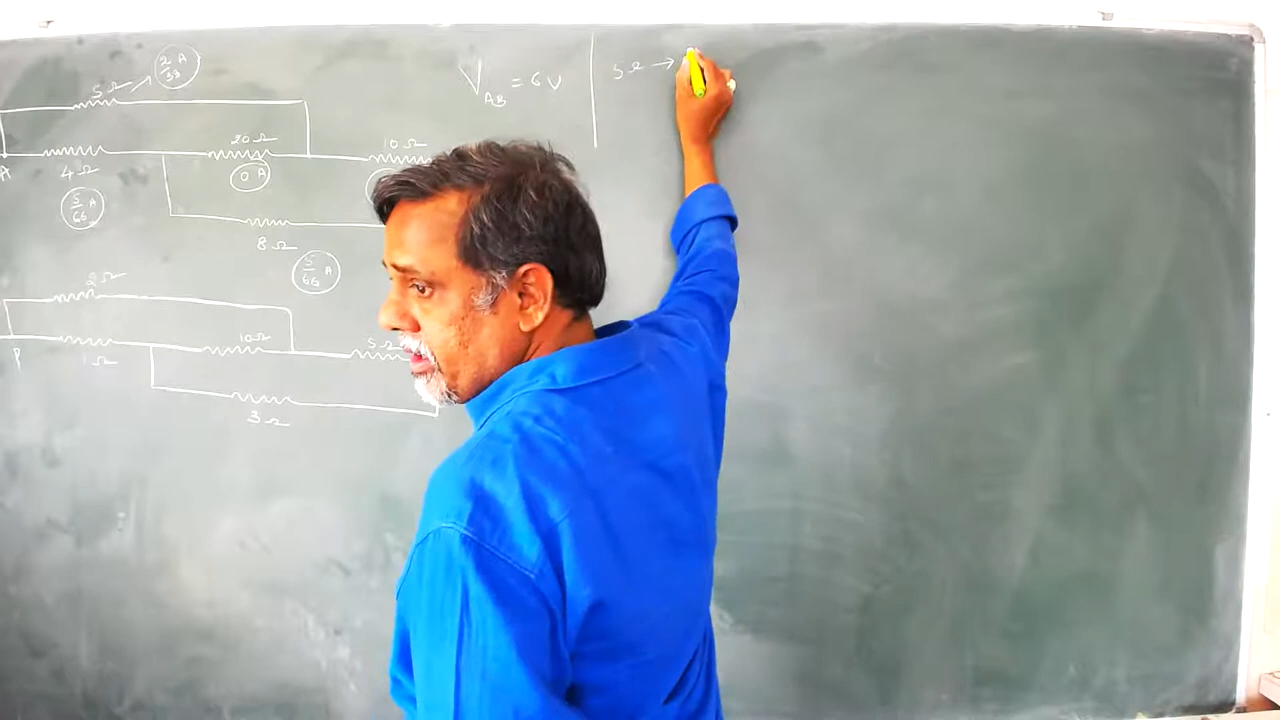 2/33 A
5 Ω
V_AB = 6 V
5 Ω →
20 Ω
10 Ω
A
4 Ω
0 A
5/66 A
8 Ω
5/66 A
2 Ω
10 Ω
5 Ω
P
1 Ω
3 Ω